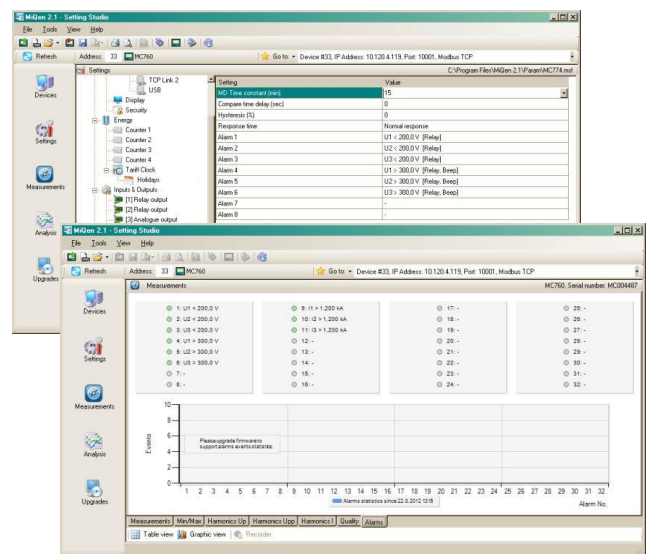 MiQen 2.1 - Setting Studio
File Tools View Help
Refresh Address: 33 MC760 Go to: Device #33, IP Address: 10.120.4.119, Port: 10001, Modbus TCP
Settings C:\Program Files\MiQen 2.1\Param\MC774.msf
Devices
Settings
Measurements
Analysis
Upgrades
TCP Link 2
USB
Display
Security
Energy
Counter 1
Counter 2
Counter 3
Counter 4
Tariff Clock
Holidays
Inputs & Outputs
[1] Relay output
[2] Relay output
[3] Analogue output
Setting Value
MD Time constant (min) 15
Compare time delay (sec) 0
Hysteresis (%) 0
Response time Normal response
Alarm 1 U1 < 200,0 V [Relay]
Alarm 2 U2 < 200,0 V [Relay]
Alarm 3 U3 < 200,0 V [Relay]
Alarm 4 U1 > 300,0 V [Relay, Beep]
Alarm 5 U2 > 300,0 V [Relay, Beep]
Alarm 6 U3 > 300,0 V [Relay, Beep]
Alarm 7 -
Alarm 8 -
MiQen 2.1 - Setting Studio
File Tools View Help
Refresh Address: 33 MC760 Go to: Device #33, IP Address: 10.120.4.119, Port: 10001, Modbus TCP
Measurements MC760, Serial number: MC004487
Devices
Settings
Measurements
Analysis
Upgrades
1: U1 < 200,0 V 9: I1 > 1,200 kA 17: - 25: -
2: U2 < 200,0 V 10: I2 > 1,200 kA 18: - 26: -
3: U3 < 200,0 V 11: I3 > 1,200 kA 19: - 27: -
4: U1 > 300,0 V 12: - 20: - 28: -
5: U2 > 300,0 V 13: - 21: - 29: -
6: U3 > 300,0 V 14: - 22: - 30: -
7: - 15: - 23: - 31: -
8: - 16: - 24: - 32: -
10
8
6
4
2
Events
Please upgrade firmware to
support alarms events statistics.
1 2 3 4 5 6 7 8 9 10 11 12 13 14 15 16 17 18 19 20 21 22 23 24 25 26 27 28 29 30 31 32
Alarms statistics since 22.8.2012 13:15
Alarm No.
Measurements Min/Max Harmonics Up Harmonics Upp Harmonics I Quality Alarms
Table view Graphic view Recorder